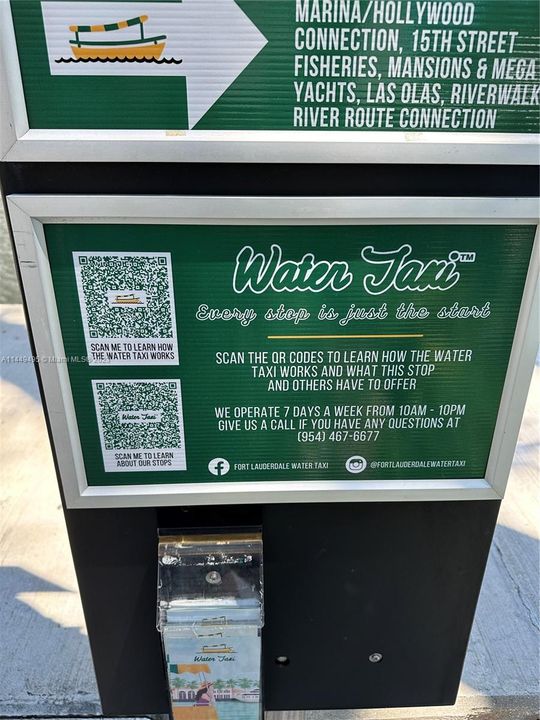 MARINA/HOLLYWOOD
CONNECTION, 15TH STREET
FISHERIES, MANSIONS & MEGA
YACHTS, LAS OLAS, RIVERWALK
RIVER ROUTE CONNECTION
Water Taxi™
Every stop is just the start
SCAN ME TO LEARN HOW
THE WATER TAXI WORKS
SCAN THE QR CODES TO LEARN HOW THE WATER
TAXI WORKS AND WHAT THIS STOP
AND OTHERS HAVE TO OFFER
Water Taxi
SCAN ME TO LEARN
ABOUT OUR STOPS
WE OPERATE 7 DAYS A WEEK FROM 10AM - 10PM
GIVE US A CALL IF YOU HAVE ANY QUESTIONS AT
(954) 467-6677
FORT LAUDERDALE WATER TAXI
@FORTLAUDERDALEWATERTAXI
Water Taxi